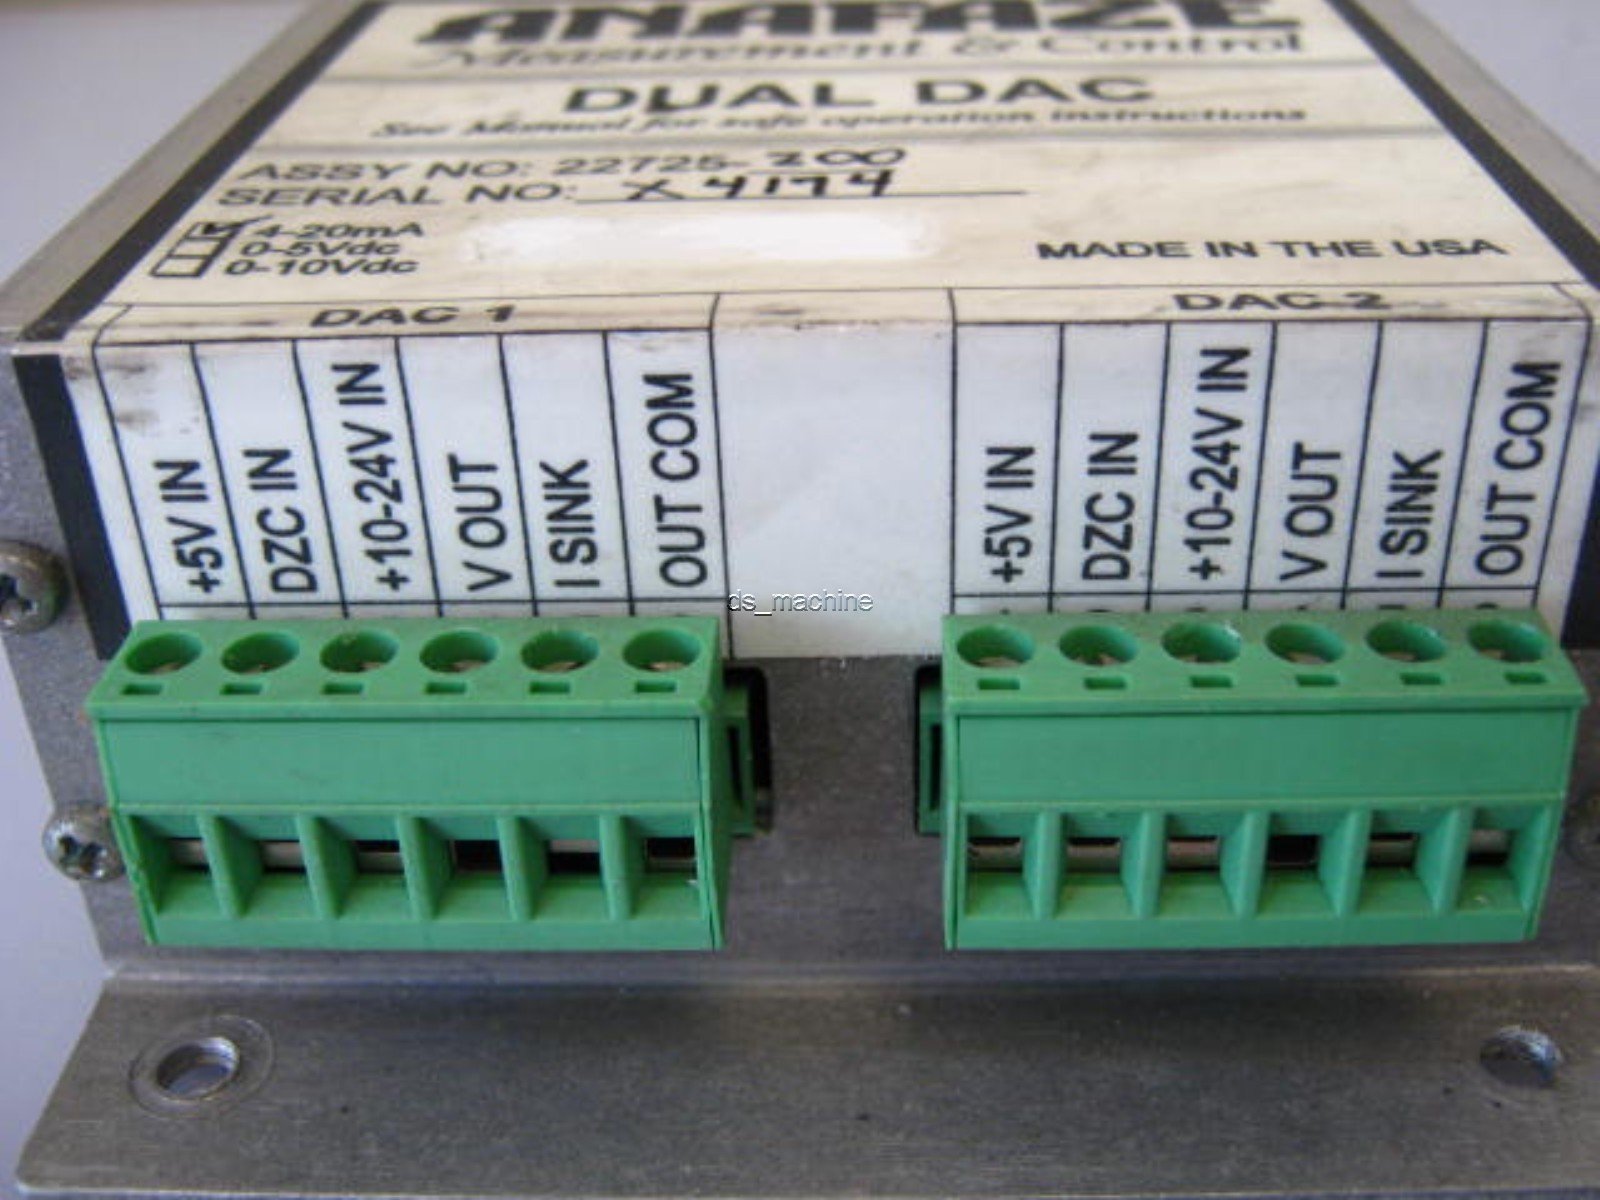 ANAFAZE
Measurement & Control
DUAL DAC
See Manual for safe operation instructions
ASSY NO: 22725-200
SERIAL NO: X4174
4-20mA
0-5Vdc
0-10Vdc
MADE IN THE USA
DAC 1
+5V IN
DZC IN
+10-24V IN
V OUT
I SINK
OUT COM
DAC 2
+5V IN
DZC IN
+10-24V IN
V OUT
I SINK
OUT COM
ds_machine